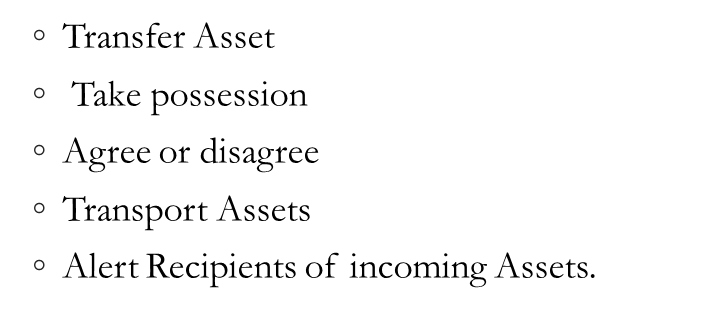 ◦ Transfer Asset
◦ Take possession
◦ Agree or disagree
◦ Transport Assets
◦ Alert Recipients of incoming Assets.